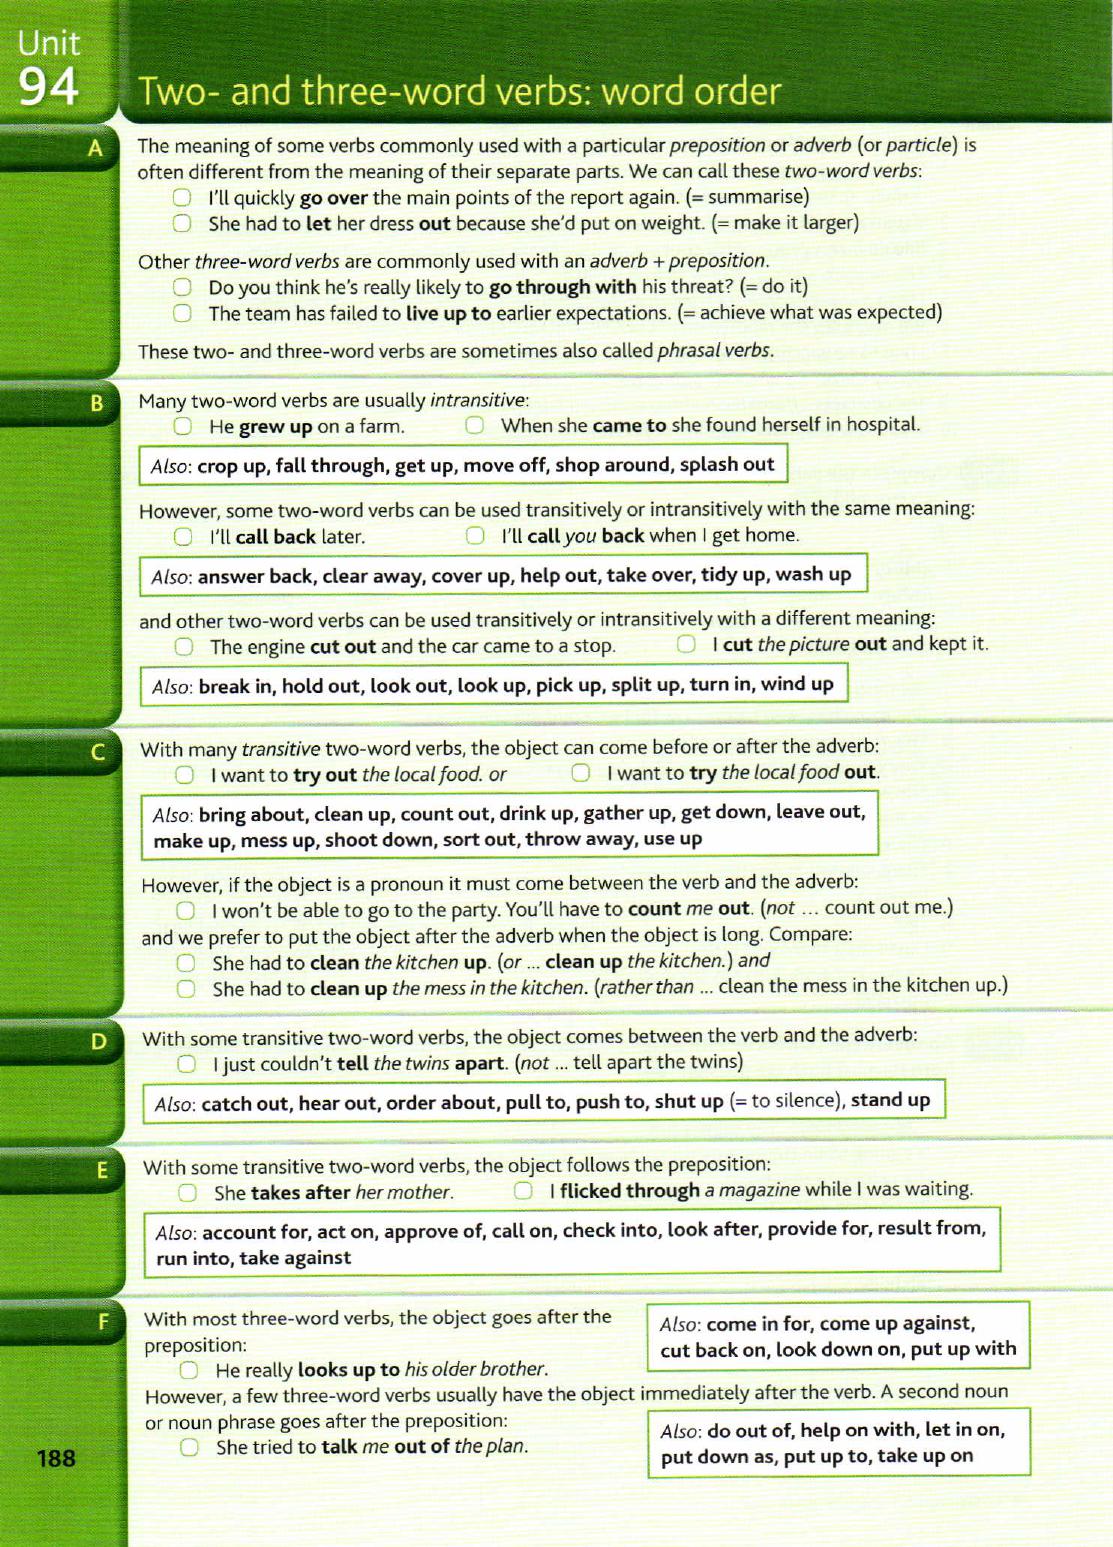 Unit
94
Two- and three-word verbs: word order
A
The meaning of some verbs commonly used with a particular preposition or adverb (or particle) is
often different from the meaning of their separate parts. We can call these two-word verbs:
I'll quickly go over the main points of the report again. (= summarise)
She had to let her dress out because she'd put on weight. (= make it larger)
Other three-word verbs are commonly used with an adverb + preposition.
Do you think he's really likely to go through with his threat? (= do it)
The team has failed to live up to earlier expectations. (= achieve what was expected)
These two- and three-word verbs are sometimes also called phrasal verbs.
B
Many two-word verbs are usually intransitive:
He grew up on a farm. When she came to she found herself in hospital.
Also: crop up, fall through, get up, move off, shop around, splash out
However, some two-word verbs can be used transitively or intransitively with the same meaning:
I'll call back later. I'll call you back when I get home.
Also: answer back, clear away, cover up, help out, take over, tidy up, wash up
and other two-word verbs can be used transitively or intransitively with a different meaning:
The engine cut out and the car came to a stop. I cut the picture out and kept it.
Also: break in, hold out, look out, look up, pick up, split up, turn in, wind up
C
With many transitive two-word verbs, the object can come before or after the adverb:
I want to try out the local food. or I want to try the local food out.
Also: bring about, clean up, count out, drink up, gather up, get down, leave out,
make up, mess up, shoot down, sort out, throw away, use up
However, if the object is a pronoun it must come between the verb and the adverb:
I won't be able to go to the party. You'll have to count me out. (not ... count out me.)
and we prefer to put the object after the adverb when the object is long. Compare:
She had to clean the kitchen up. (or ... clean up the kitchen.) and
She had to clean up the mess in the kitchen. (rather than ... clean the mess in the kitchen up.)
D
With some transitive two-word verbs, the object comes between the verb and the adverb:
I just couldn't tell the twins apart. (not ... tell apart the twins)
Also: catch out, hear out, order about, pull to, push to, shut up (= to silence), stand up
E
With some transitive two-word verbs, the object follows the preposition:
She takes after her mother. I flicked through a magazine while I was waiting.
Also: account for, act on, approve of, call on, check into, look after, provide for, result from,
run into, take against
F
With most three-word verbs, the object goes after the
preposition:
He really looks up to his older brother.
Also: come in for, come up against,
cut back on, look down on, put up with
However, a few three-word verbs usually have the object immediately after the verb. A second noun
or noun phrase goes after the preposition:
She tried to talk me out of the plan.
Also: do out of, help on with, let in on,
put down as, put up to, take up on
188